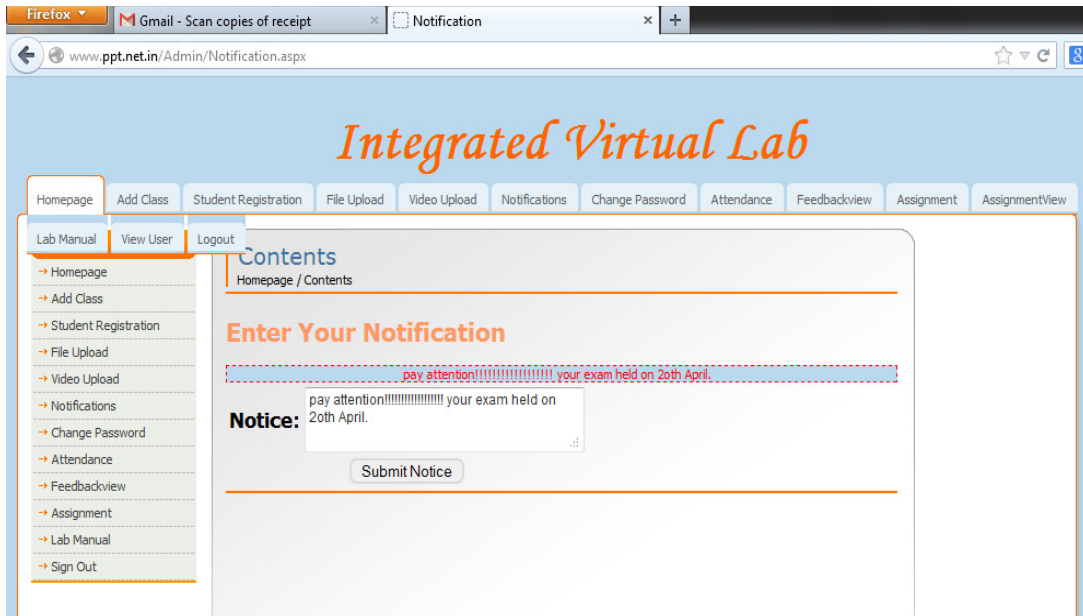 Firefox
Gmail - Scan copies of receipt
Notification
www.ppt.net.in/Admin/Notification.aspx
8
Integrated Virtual Lab
Homepage Add Class Student Registration File Upload Video Upload Notifications Change Password Attendance Feedbackview Assignment AssignmentView
Lab Manual View User Logout
Homepage
Add Class
Student Registration
File Upload
Video Upload
Notifications
Change Password
Attendance
Feedbackview
Assignment
Lab Manual
Sign Out
Contents
Homepage / Contents
Enter Your Notification
pay attention!!!!!!!!!!!!!!!!!! your exam held on 2oth April.
Notice:
pay attention!!!!!!!!!!!!!!!!!! your exam held on
2oth April.
Submit Notice